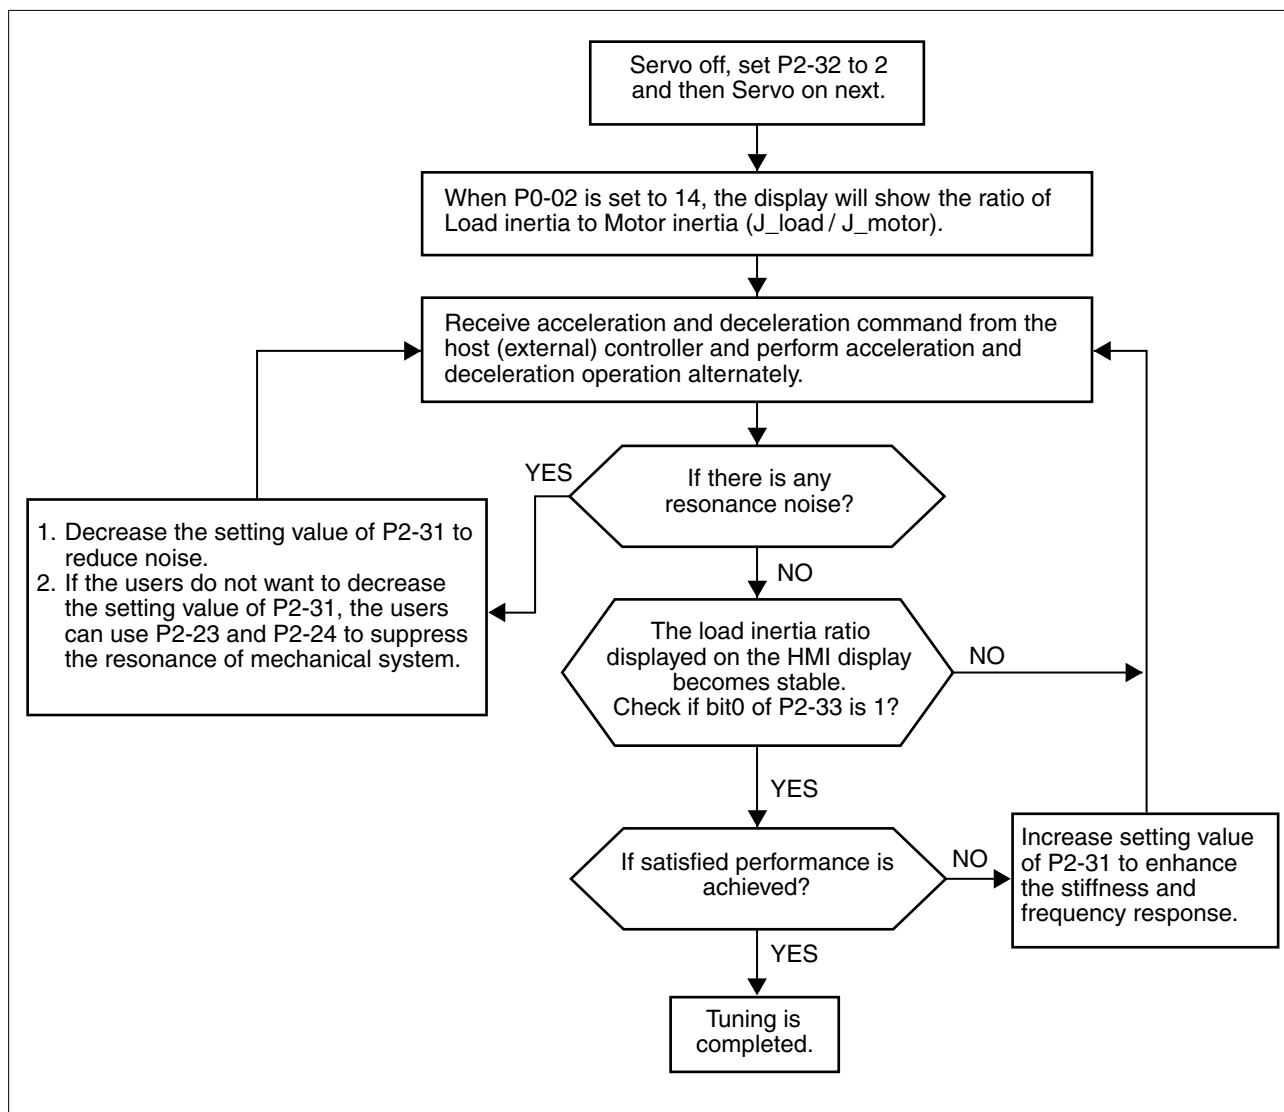 Servo off, set P2-32 to 2
and then Servo on next.
When P0-02 is set to 14, the display will show the ratio of
Load inertia to Motor inertia (J_load / J_motor).
Receive acceleration and deceleration command from the
host (external) controller and perform acceleration and
deceleration operation alternately.
YES
If there is any
resonance noise?
1. Decrease the setting value of P2-31 to
reduce noise.
2. If the users do not want to decrease
the setting value of P2-31, the users
can use P2-23 and P2-24 to suppress
the resonance of mechanical system.
NO
The load inertia ratio
displayed on the HMI display
becomes stable.
Check if bit0 of P2-33 is 1?
NO
YES
If satisfied performance is
achieved?
NO
Increase setting value
of P2-31 to enhance
the stiffness and
frequency response.
YES
Tuning is
completed.